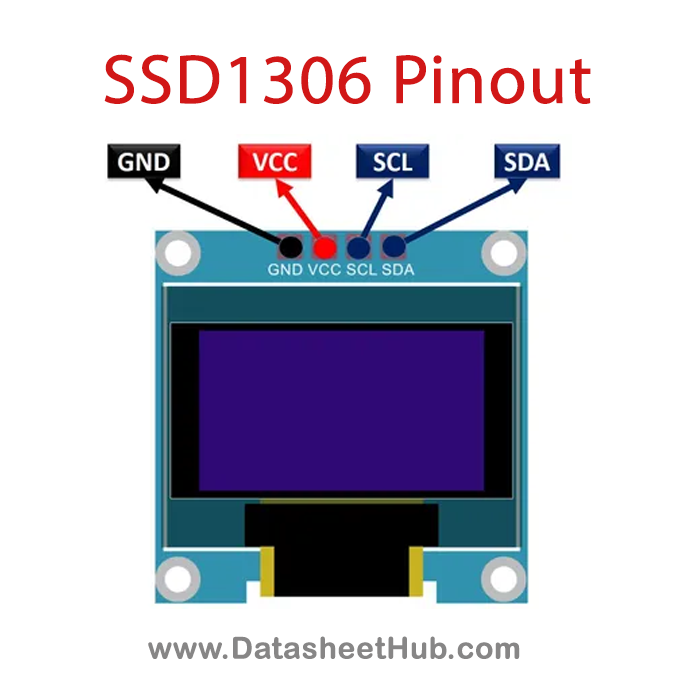 SSD1306 Pinout
GND VCC SCL SDA
GND VCC SCL SDA
www.DatasheetHub.com